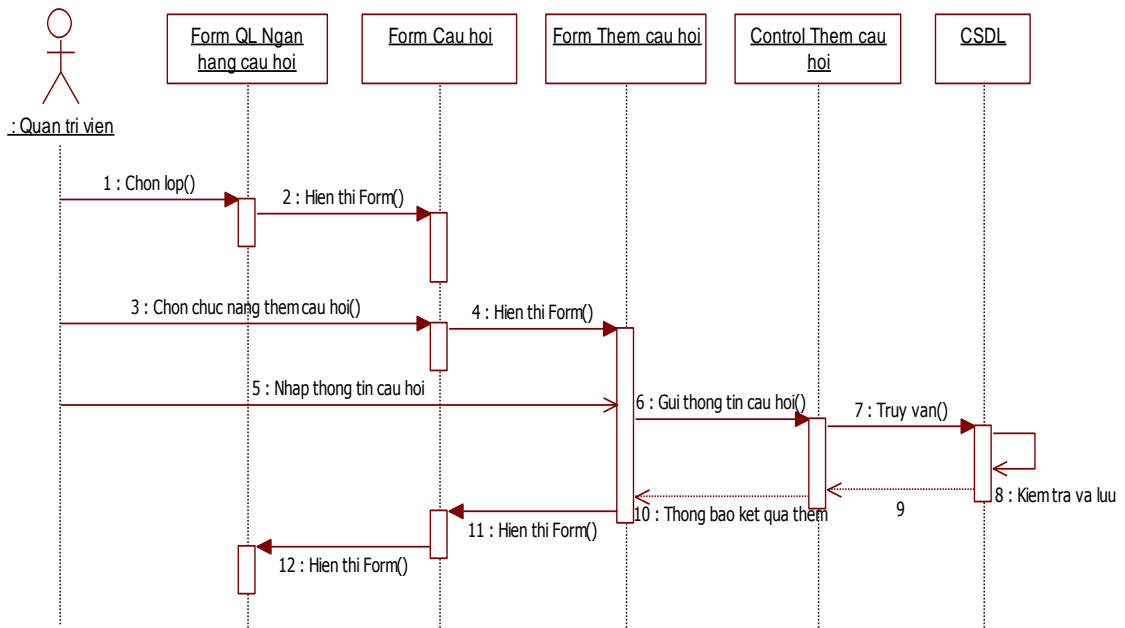 Form QL Ngan
hang cau hoi
Form Cau hoi
Form Them cau hoi
Control Them cau
hoi
CSDL
: Quan tri vien
1 : Chon lop()
2 : Hien thi Form()
3 : Chon chuc nang them cau hoi()
4 : Hien thi Form()
5 : Nhap thong tin cau hoi
6 : Gui thong tin cau hoi()
7 : Truy van()
8 : Kiem tra va luu
9
10 : Thong bao ket qua them
11 : Hien thi Form()
12 : Hien thi Form()